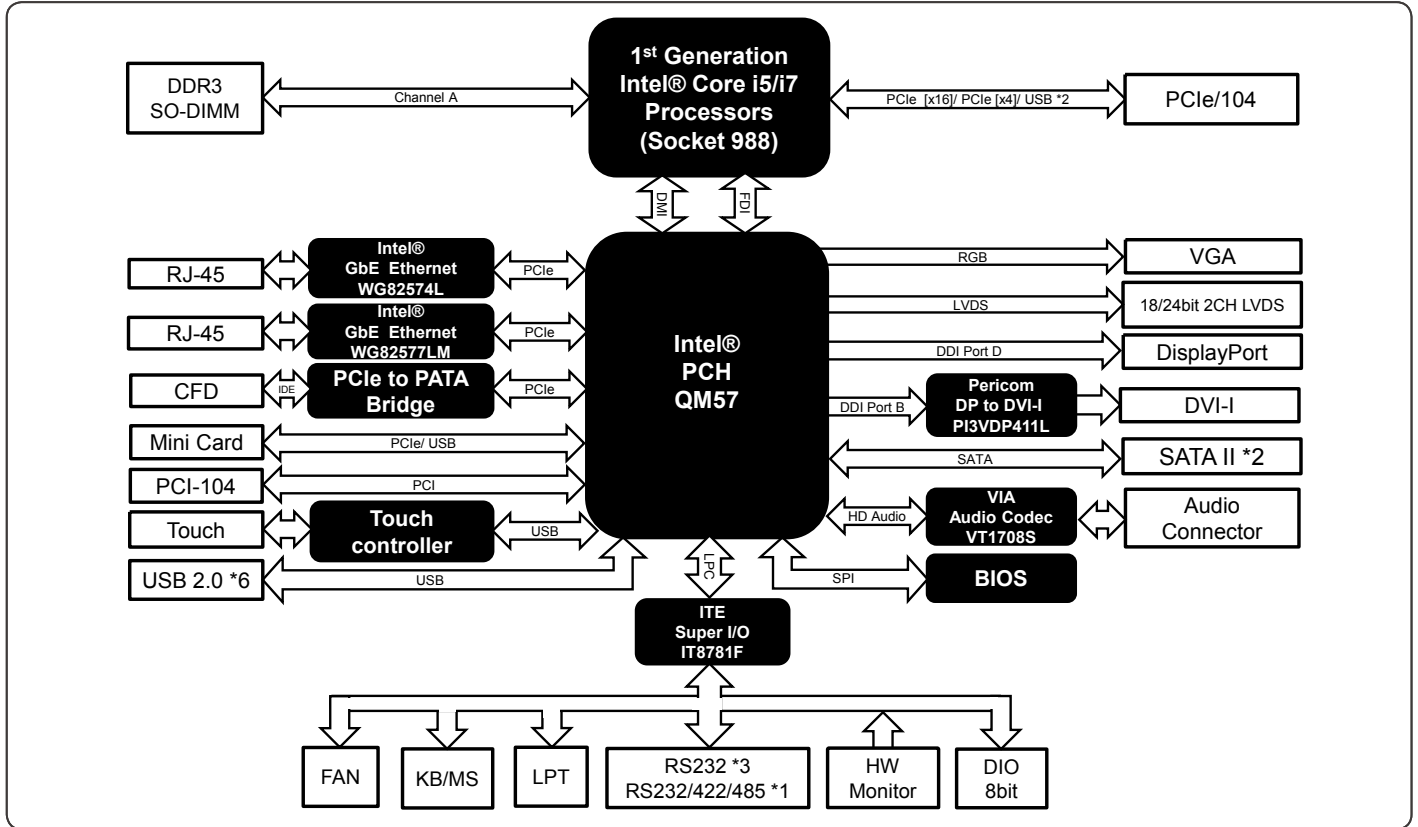 1st Generation
Intel® Core i5/i7
Processors
(Socket 988)
DDR3
SO-DIMM
Channel A
PCIe [x16]/ PCIe [x4]/ USB *2
PCIe/104
DMI
FDI
Intel®
PCH
QM57
RJ-45
Intel®
GbE Ethernet
WG82574L
PCIe
RJ-45
Intel®
GbE Ethernet
WG82577LM
PCIe
CFD
IDE
PCIe to PATA
Bridge
PCIe
Mini Card
PCIe/ USB
PCI-104
PCI
Touch
Touch
controller
USB
USB 2.0 *6
USB
RGB
VGA
LVDS
18/24bit 2CH LVDS
DDI Port D
DisplayPort
DDI Port B
Pericom
DP to DVI-I
PI3VDP411L
DVI-I
SATA
SATA II *2
HD Audio
VIA
Audio Codec
VT1708S
Audio
Connector
SPI
BIOS
LPC
ITE
Super I/O
IT8781F
FAN
KB/MS
LPT
RS232 *3
RS232/422/485 *1
HW
Monitor
DIO
8bit